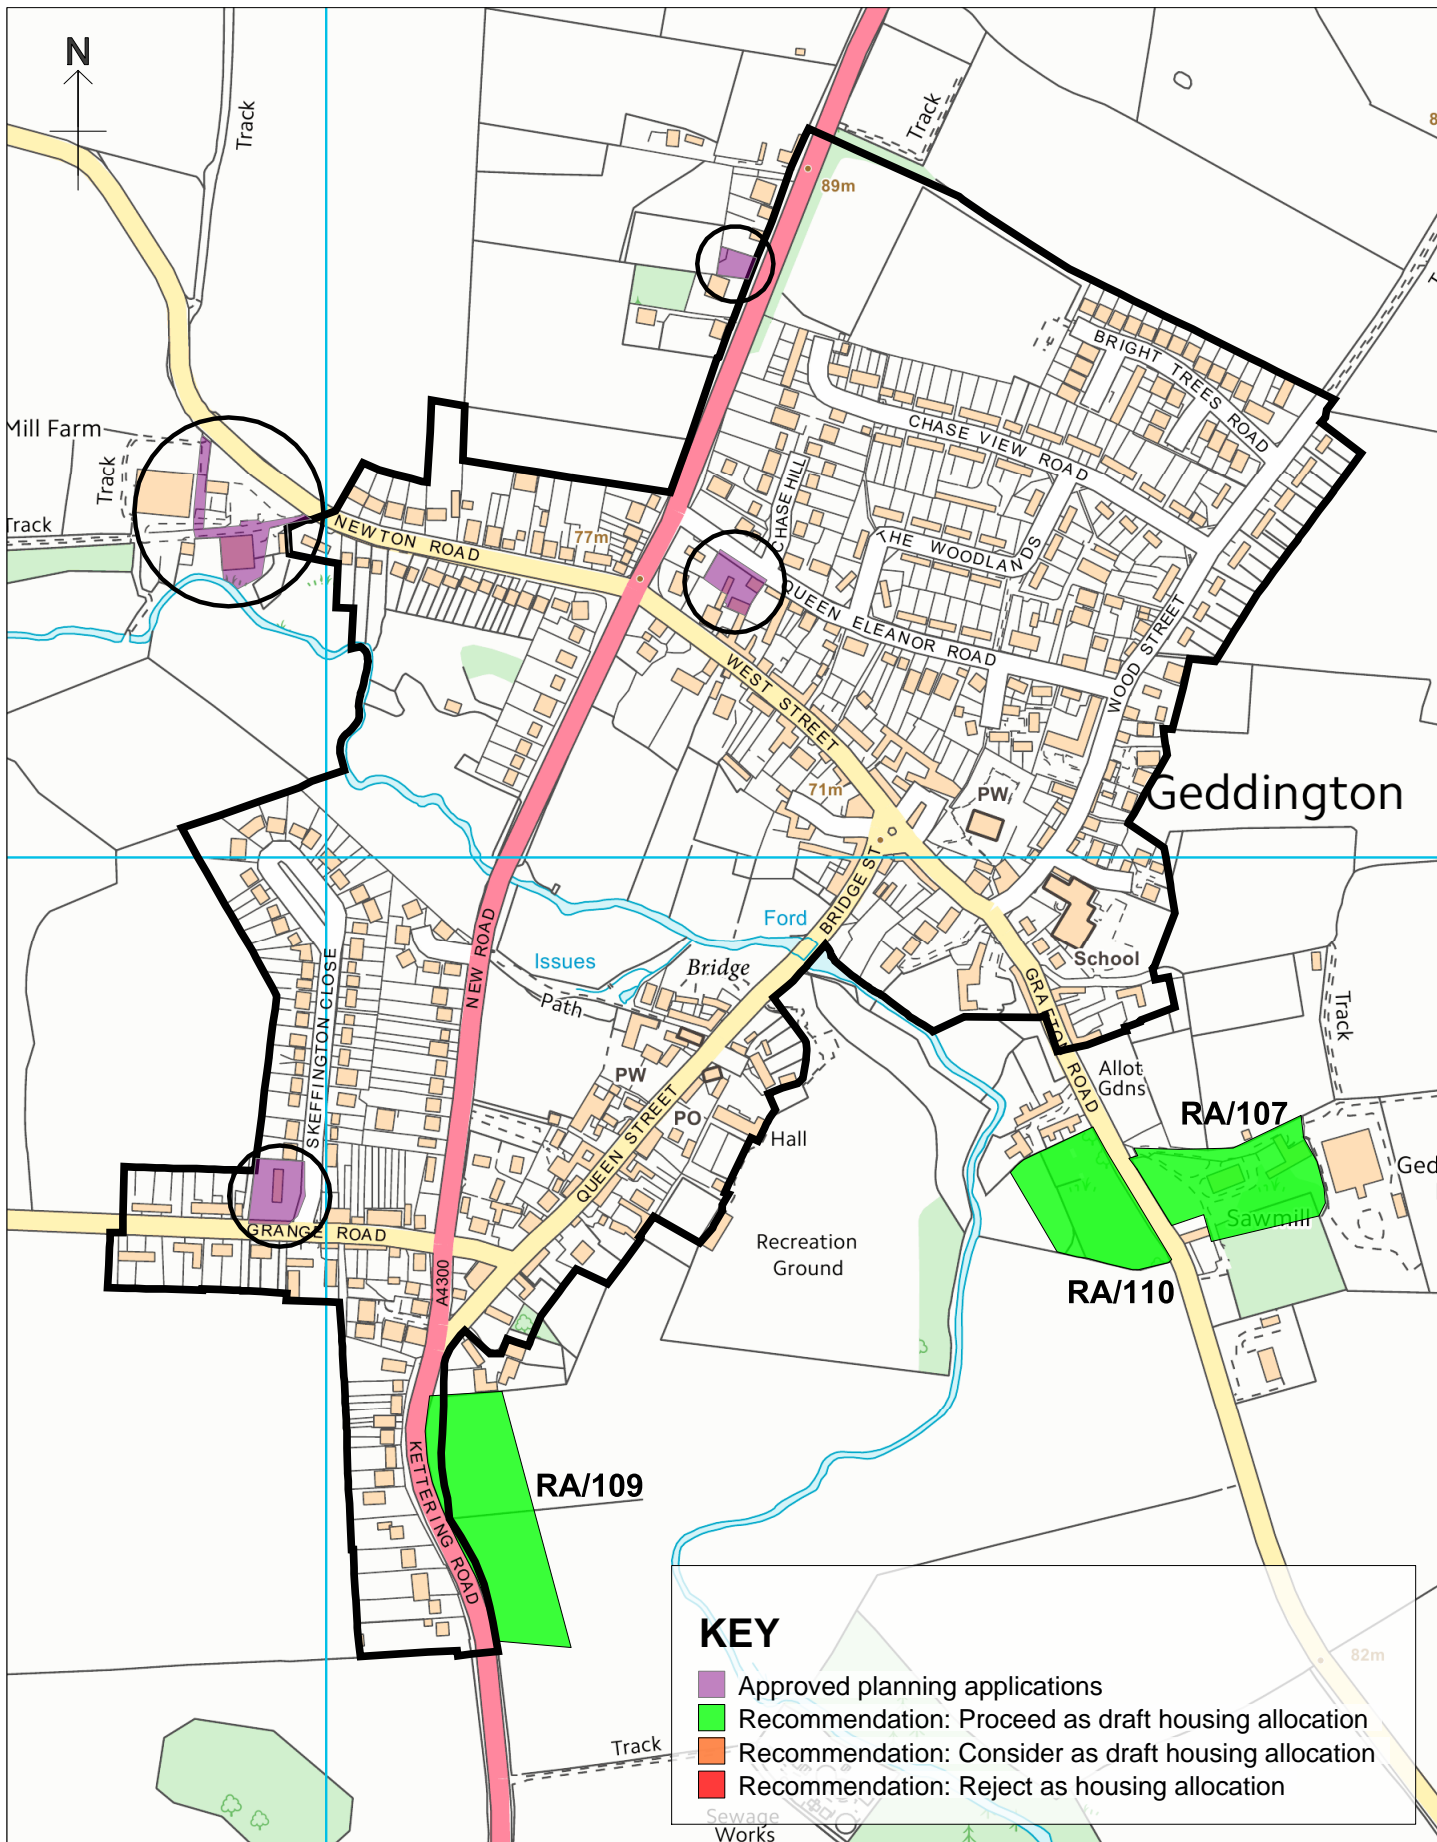 N
Track
Track
89m
8
BRIGHT TREES ROAD
CHASE VIEW ROAD
CHASE HILL
Mill Farm
Track
Track
NEWTON ROAD
77m
THE WOODLANDS
QUEEN ELEANOR ROAD
WOOD STREET
WEST STREET
71m
PW
Geddington
BRIDGE ST
Ford
Issues
Bridge
Path
NEW ROAD
SKEFFINGTON CLOSE
School
GRAFTON ROAD
Track
Allot
Gdns
PW
PO
QUEEN STREET
Hall
RA/107
Ged
Sawmill
GRANGE ROAD
A4300
Recreation
Ground
RA/110
RA/109
KETTERING ROAD
82m
Track
Sewage
Works
KEY
Approved planning applications
Recommendation: Proceed as draft housing allocation
Recommendation: Consider as draft housing allocation
Recommendation: Reject as housing allocation